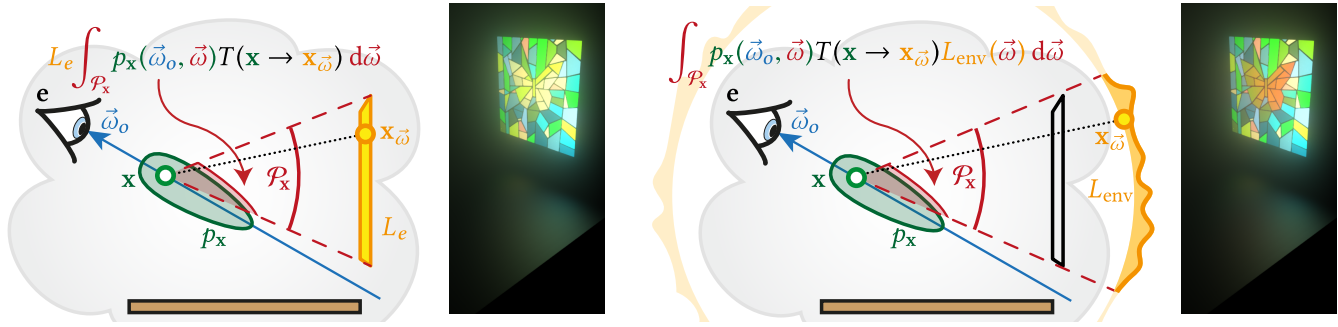 L_e ∫_{𝒫_x} p_x(ω⃗_o, ω⃗)T(x → x_ω⃗) dω⃗
e
ω⃗_o
x_ω⃗
x
𝒫_x
p_x
L_e
∫_{𝒫_x} p_x(ω⃗_o, ω⃗)T(x → x_ω⃗)L_env(ω⃗) dω⃗
e
ω⃗_o
x_ω⃗
x
𝒫_x
L_env
p_x